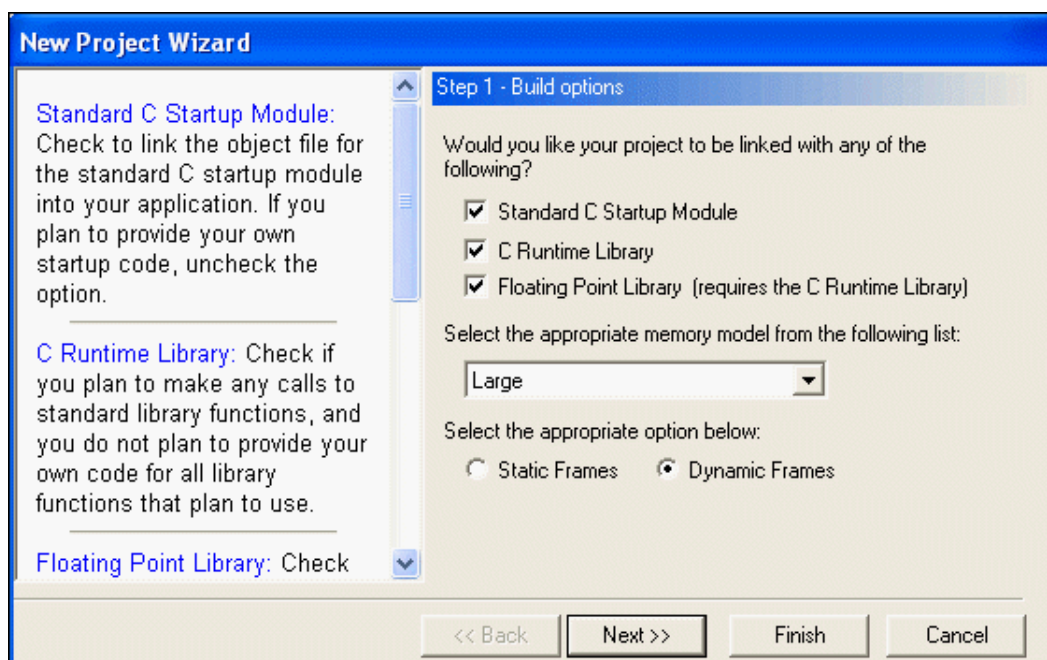 New Project Wizard
Standard C Startup Module:
Check to link the object file for
the standard C startup module
into your application. If you
plan to provide your own
startup code, uncheck the
option.
C Runtime Library: Check if
you plan to make any calls to
standard library functions, and
you do not plan to provide your
own code for all library
functions that plan to use.
Floating Point Library: Check
Step 1 - Build options
Would you like your project to be linked with any of the
following?
Standard C Startup Module
C Runtime Library
Floating Point Library (requires the C Runtime Library)
Select the appropriate memory model from the following list:
Large
Select the appropriate option below:
Static Frames
Dynamic Frames
<< Back
Next >>
Finish
Cancel